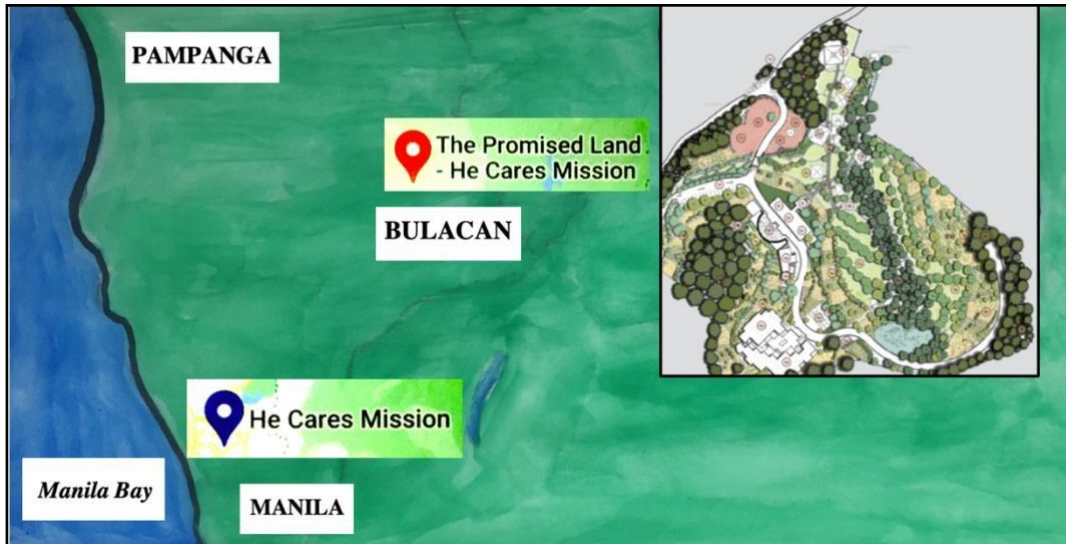 PAMPANGA
The Promised Land
- He Cares Mission
BULACAN
He Cares Mission
Manila Bay
MANILA